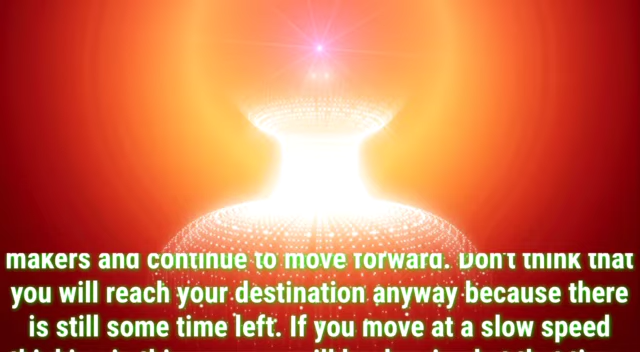 makers and continue to move forward. Don't think that
you will reach your destination anyway because there
is still some time left. If you move at a slow speed